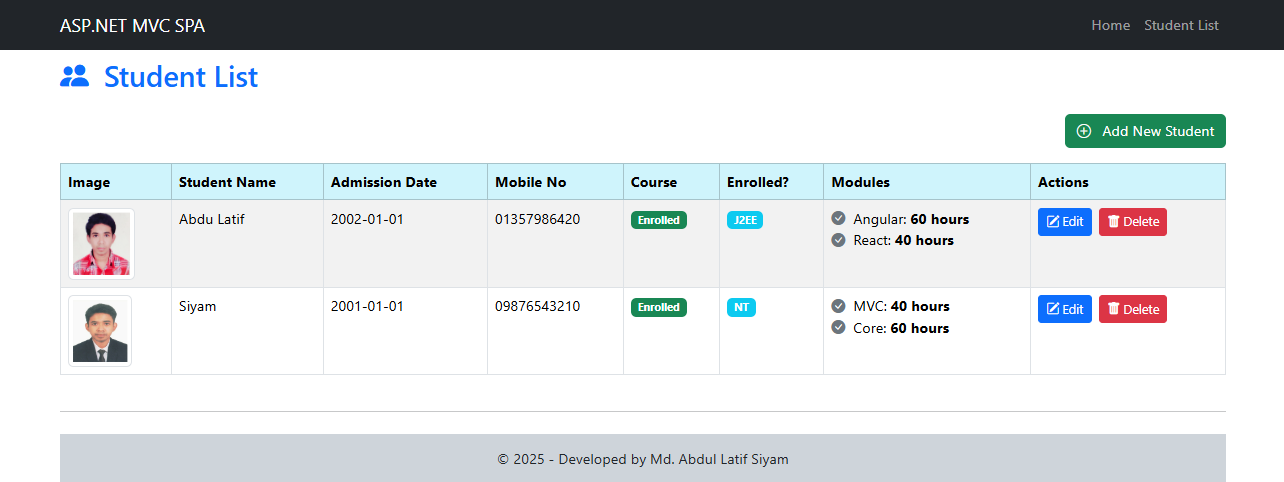 ASP.NET MVC SPA Home Student List
Student List
Add New Student
Image Student Name Admission Date Mobile No Course Enrolled? Modules Actions
Abdu Latif 2002-01-01 01357986420 Enrolled J2EE Angular: 60 hours Edit Delete
React: 40 hours
Siyam 2001-01-01 09876543210 Enrolled NT MVC: 40 hours Edit Delete
Core: 60 hours
© 2025 - Developed by Md. Abdul Latif Siyam